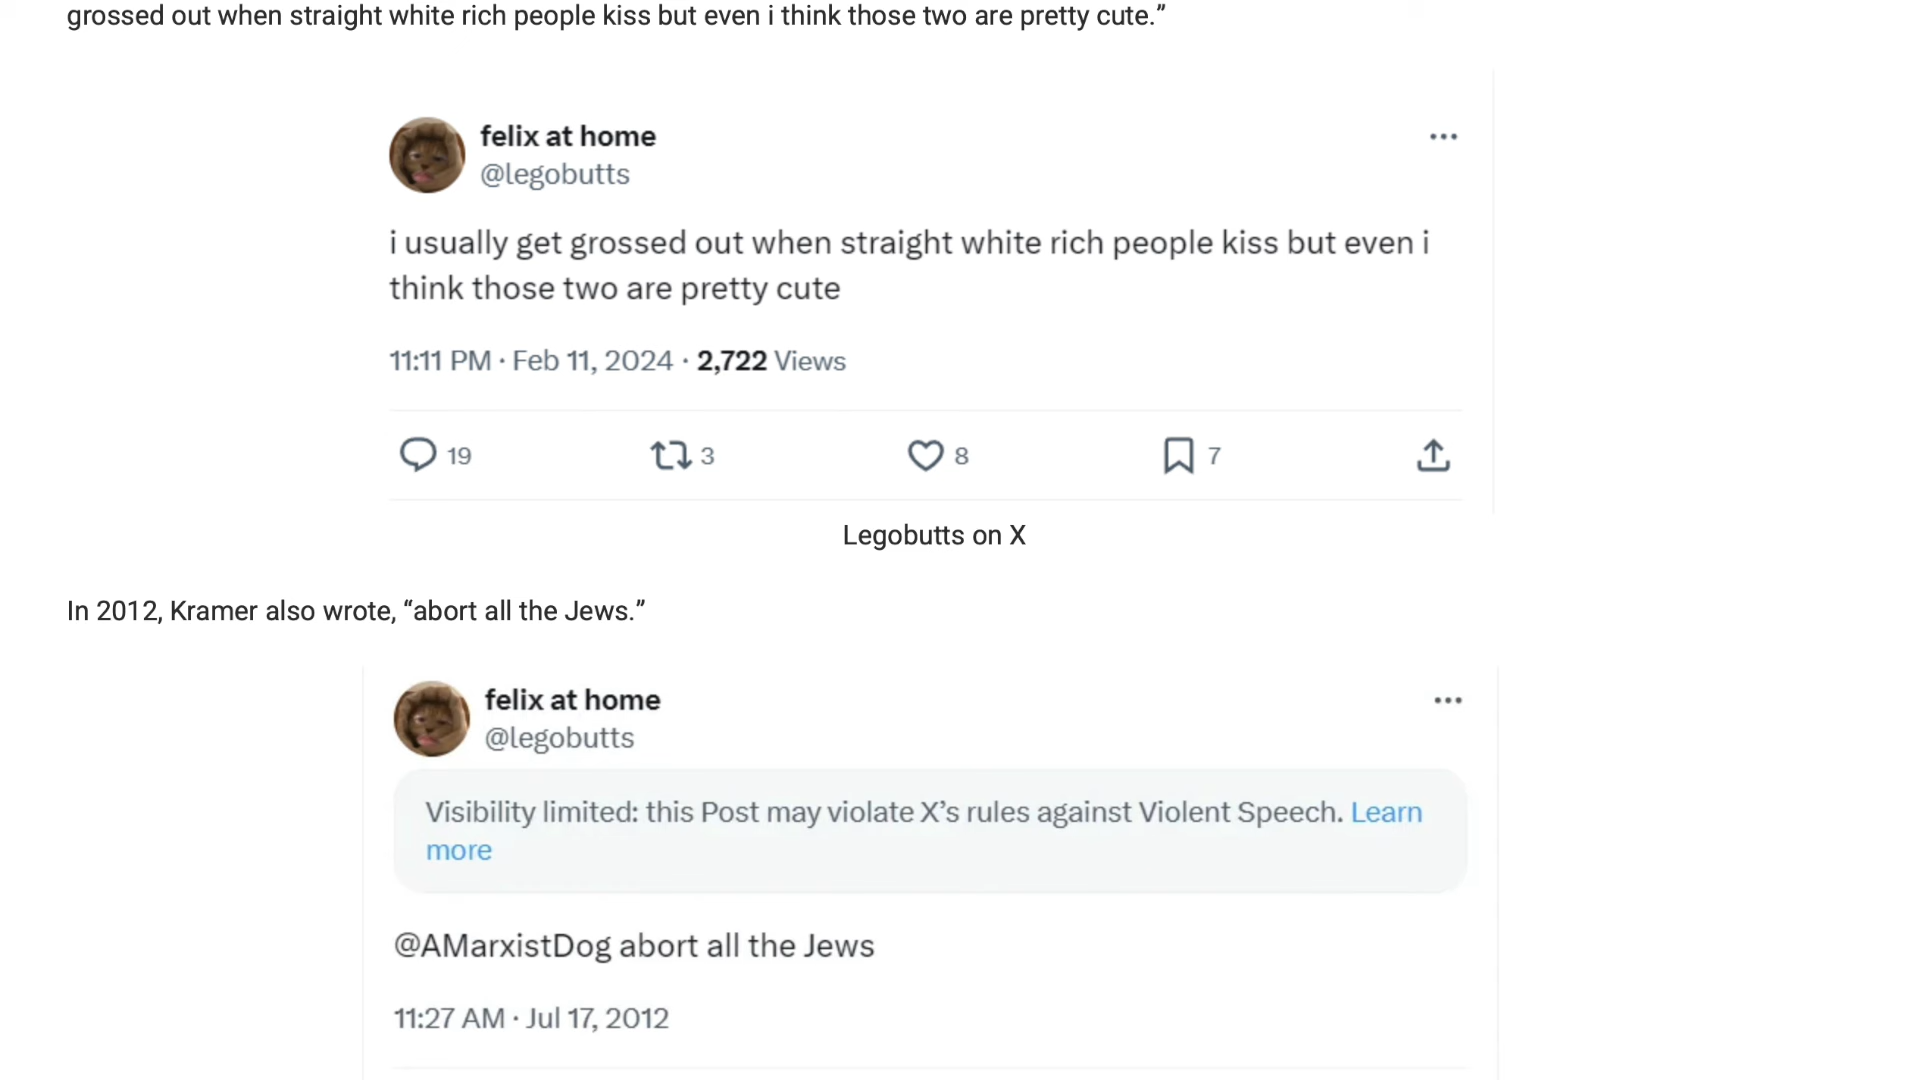 grossed out when straight white rich people kiss but even i think those two are pretty cute.”
felix at home
@legobutts
i usually get grossed out when straight white rich people kiss but even i
think those two are pretty cute
11:11 PM · Feb 11, 2024 · 2,722 Views
19 3 8 7
Legobutts on X
In 2012, Kramer also wrote, “abort all the Jews.”
felix at home
@legobutts
Visibility limited: this Post may violate X’s rules against Violent Speech. Learn
more
@AMarxistDog abort all the Jews
11:27 AM · Jul 17, 2012